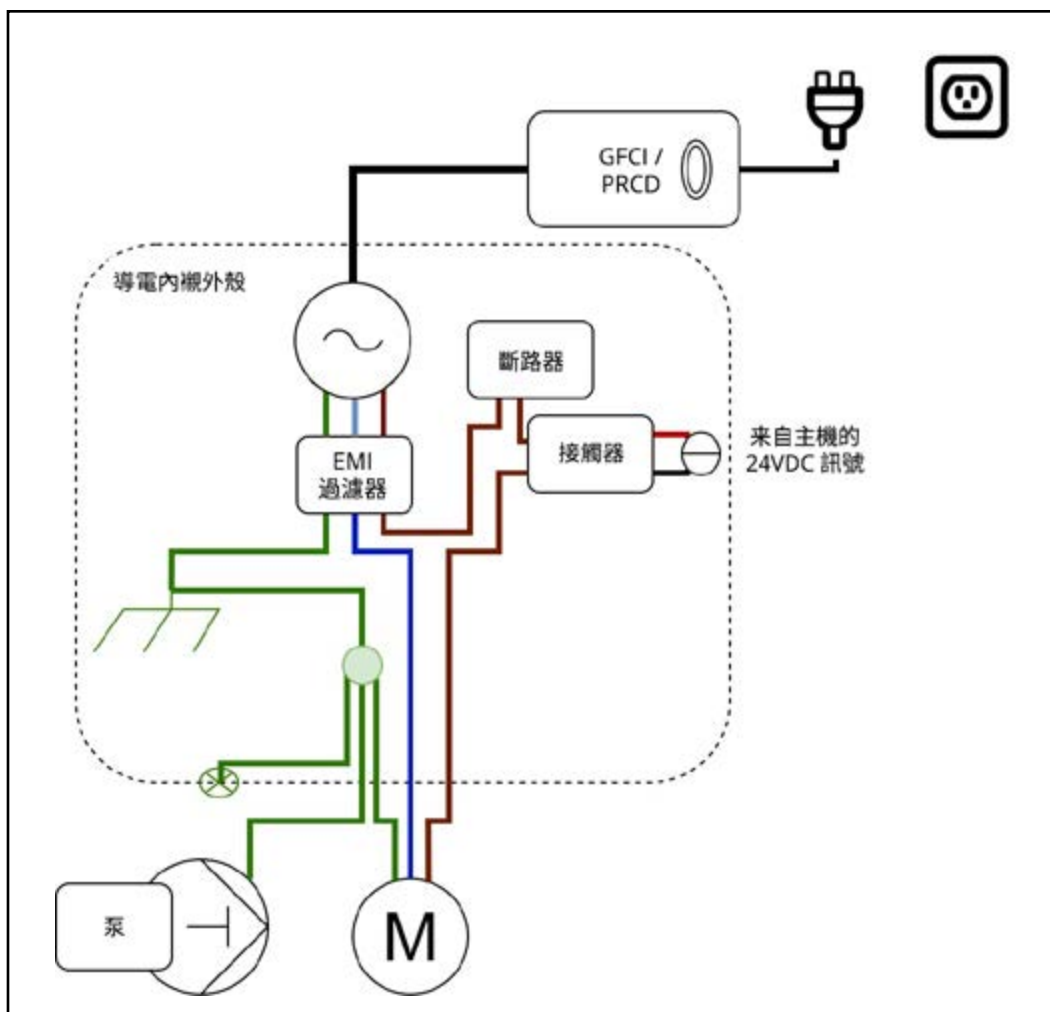 GFCI /
PRCD
導電內襯外殼
斷路器
EMI
過濾器
接觸器
来自主機的
24VDC 訊號
泵
M